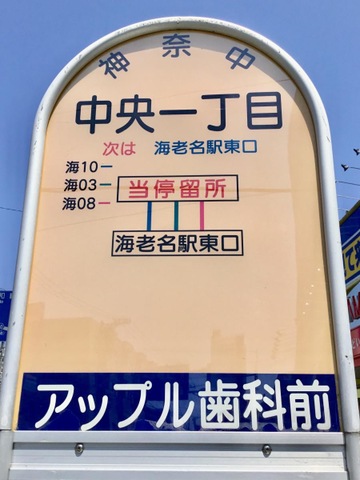 神奈中
中央一丁目
次は 海老名駅東口
海10
海03
海08
当停留所
海老名駅東口
アップル歯科前